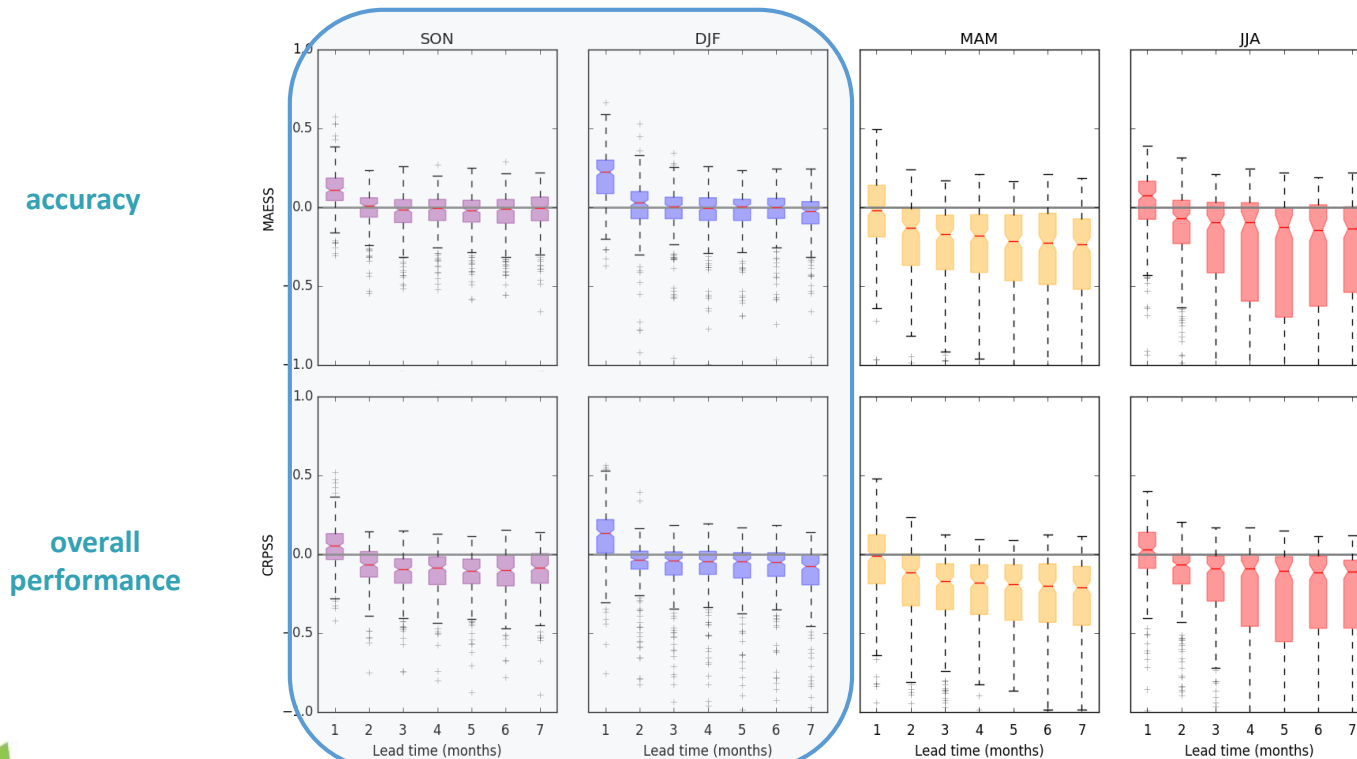 SON DJF MAM JJA
accuracy
MAESS
1.0
0.5
0.0
−0.5
−1.0
overall
performance
CRPSS
1.0
0.5
0.0
−0.5
−1.0
1 2 3 4 5 6 7 1 2 3 4 5 6 7 1 2 3 4 5 6 7 1 2 3 4 5 6 7
Lead time (months) Lead time (months) Lead time (months) Lead time (months)